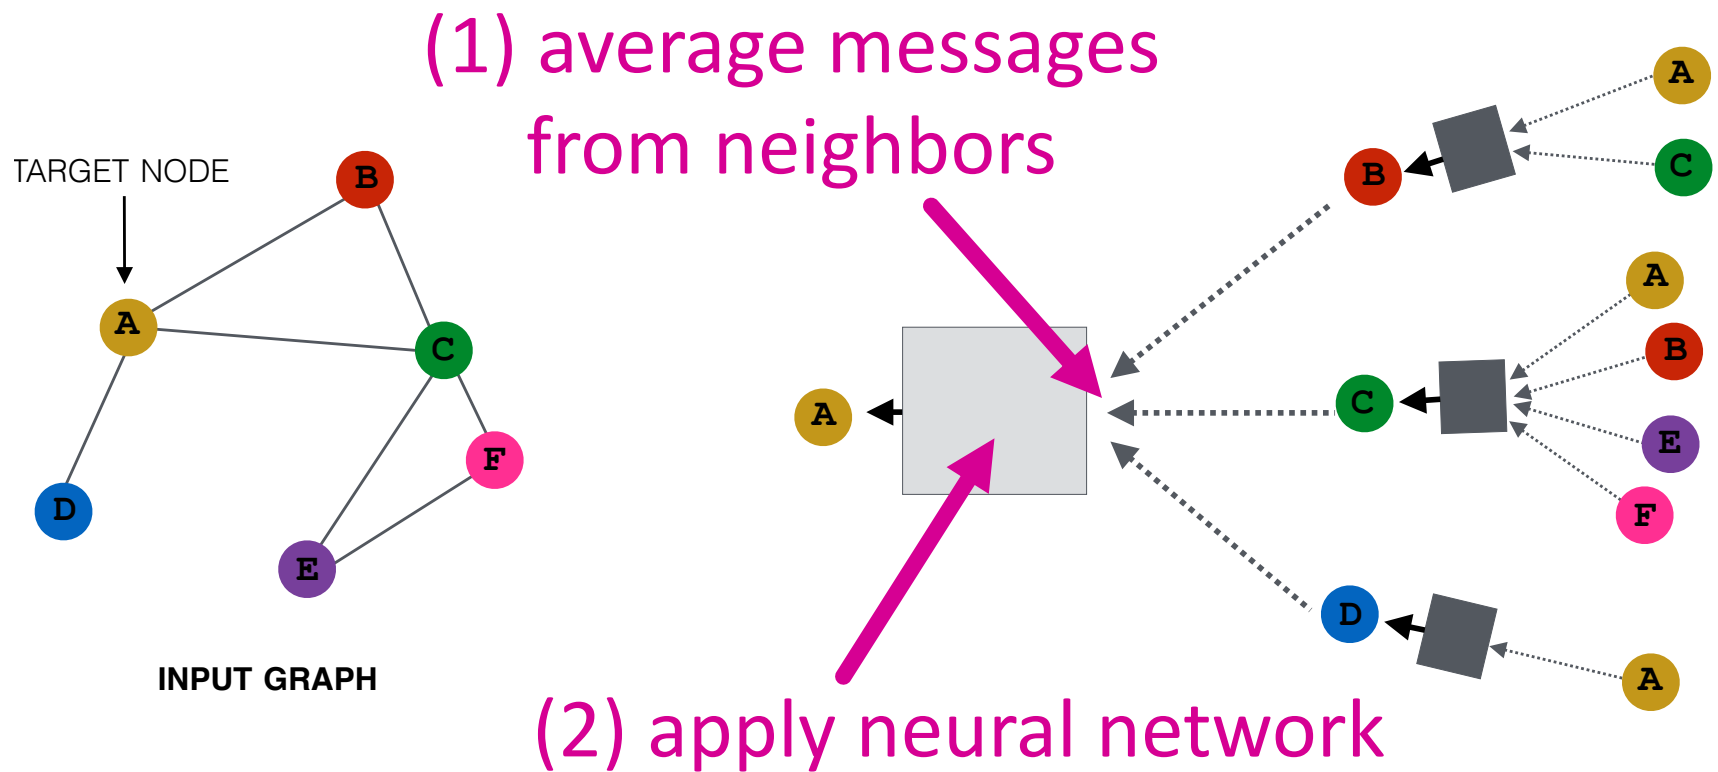 (1) average messages
from neighbors
TARGET NODE
B
A
C
F
D
E
INPUT GRAPH
A
B
A
C
C
A
B
E
F
D
A
(2) apply neural network